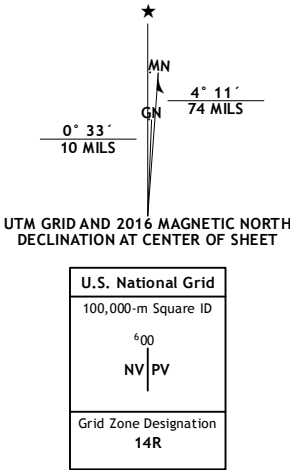 ★
MN
4° 11´
74 MILS
GN
0° 33´
10 MILS
UTM GRID AND 2016 MAGNETIC NORTH
DECLINATION AT CENTER OF SHEET
U.S. National Grid
100,000-m Square ID
⁶00
NV PV
Grid Zone Designation
14R